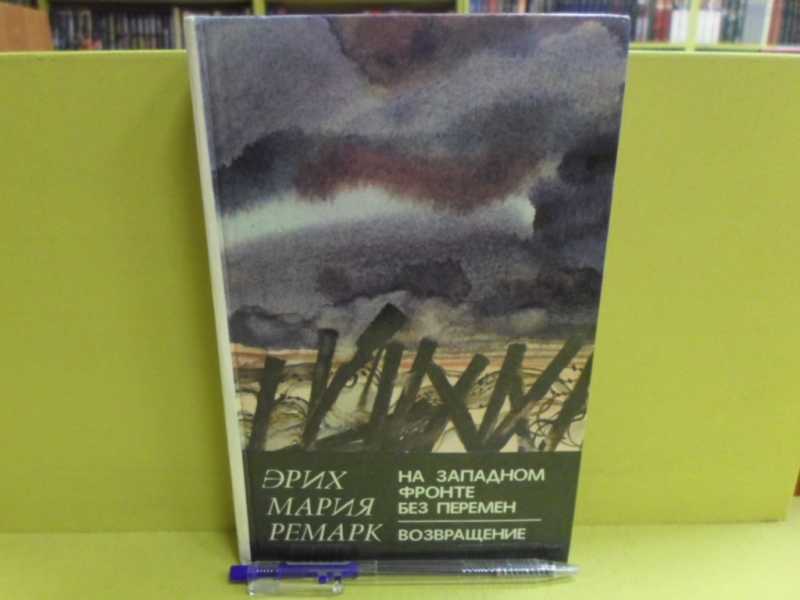 ЭРИХ
МАРИЯ
РЕМАРК
НА ЗАПАДНОМ
ФРОНТЕ
БЕЗ ПЕРЕМЕН
ВОЗВРАЩЕНИЕ